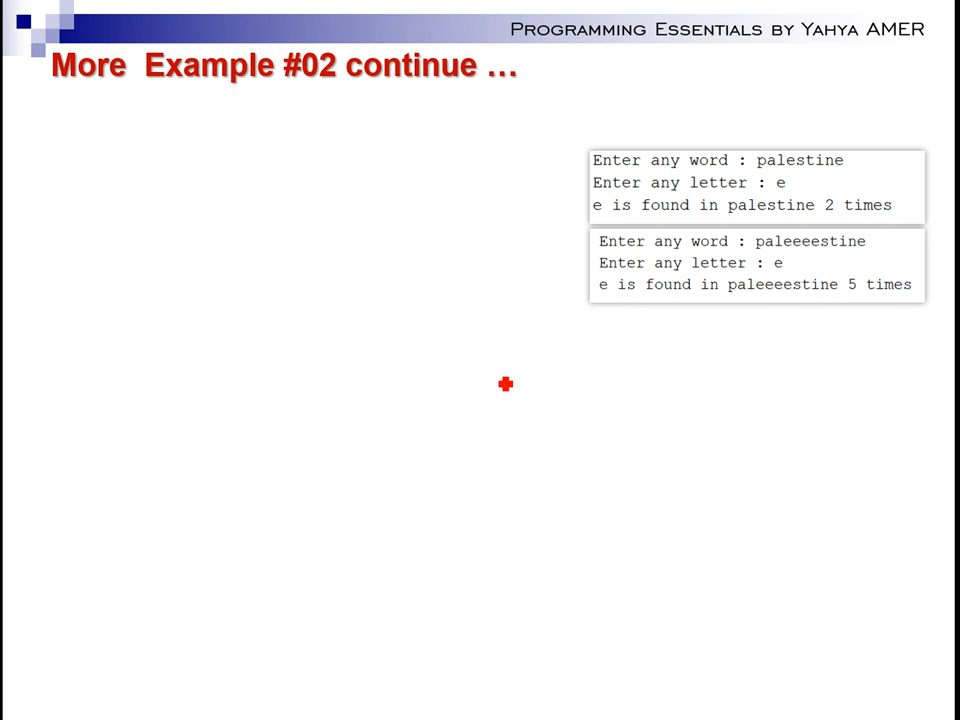 PROGRAMMING ESSENTIALS BY YAHYA AMER
More Example #02 continue …
Enter any word : palestine
Enter any letter : e
e is found in palestine 2 times
Enter any word : paleeeestine
Enter any letter : e
e is found in paleeeestine 5 times